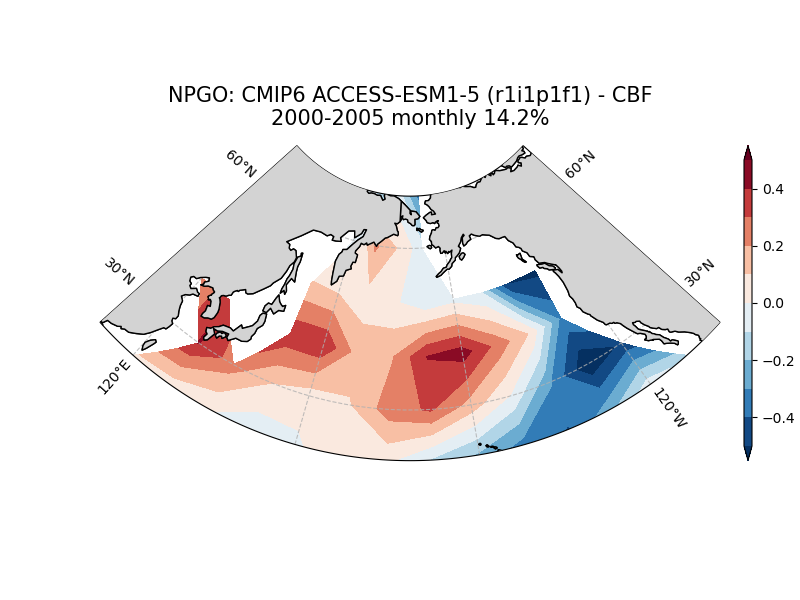 NPGO: CMIP6 ACCESS-ESM1-5 (r1i1p1f1) - CBF
2000-2005 monthly 14.2%
60°N
60°N
30°N
30°N
120°E
120°W
0.4
0.2
0.0
−0.2
−0.4